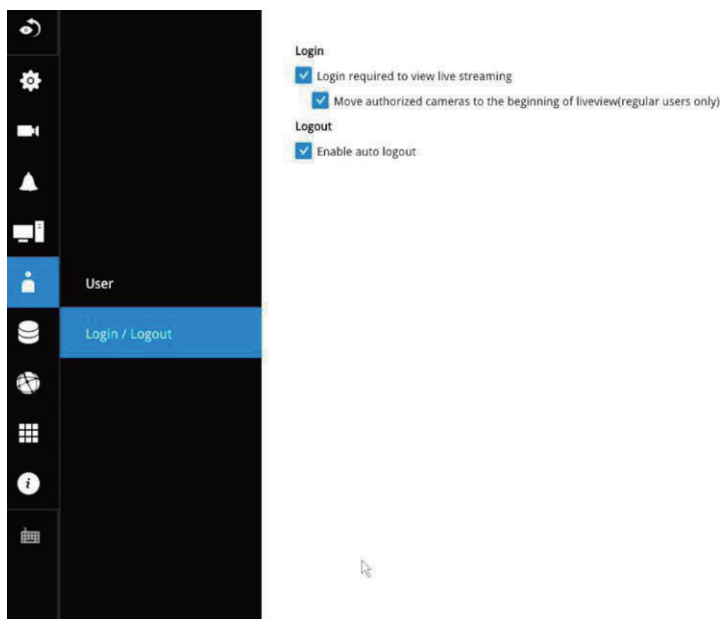 Login
Login required to view live streaming
Move authorized cameras to the beginning of liveview(regular users only)
Logout
Enable auto logout
User
Login / Logout